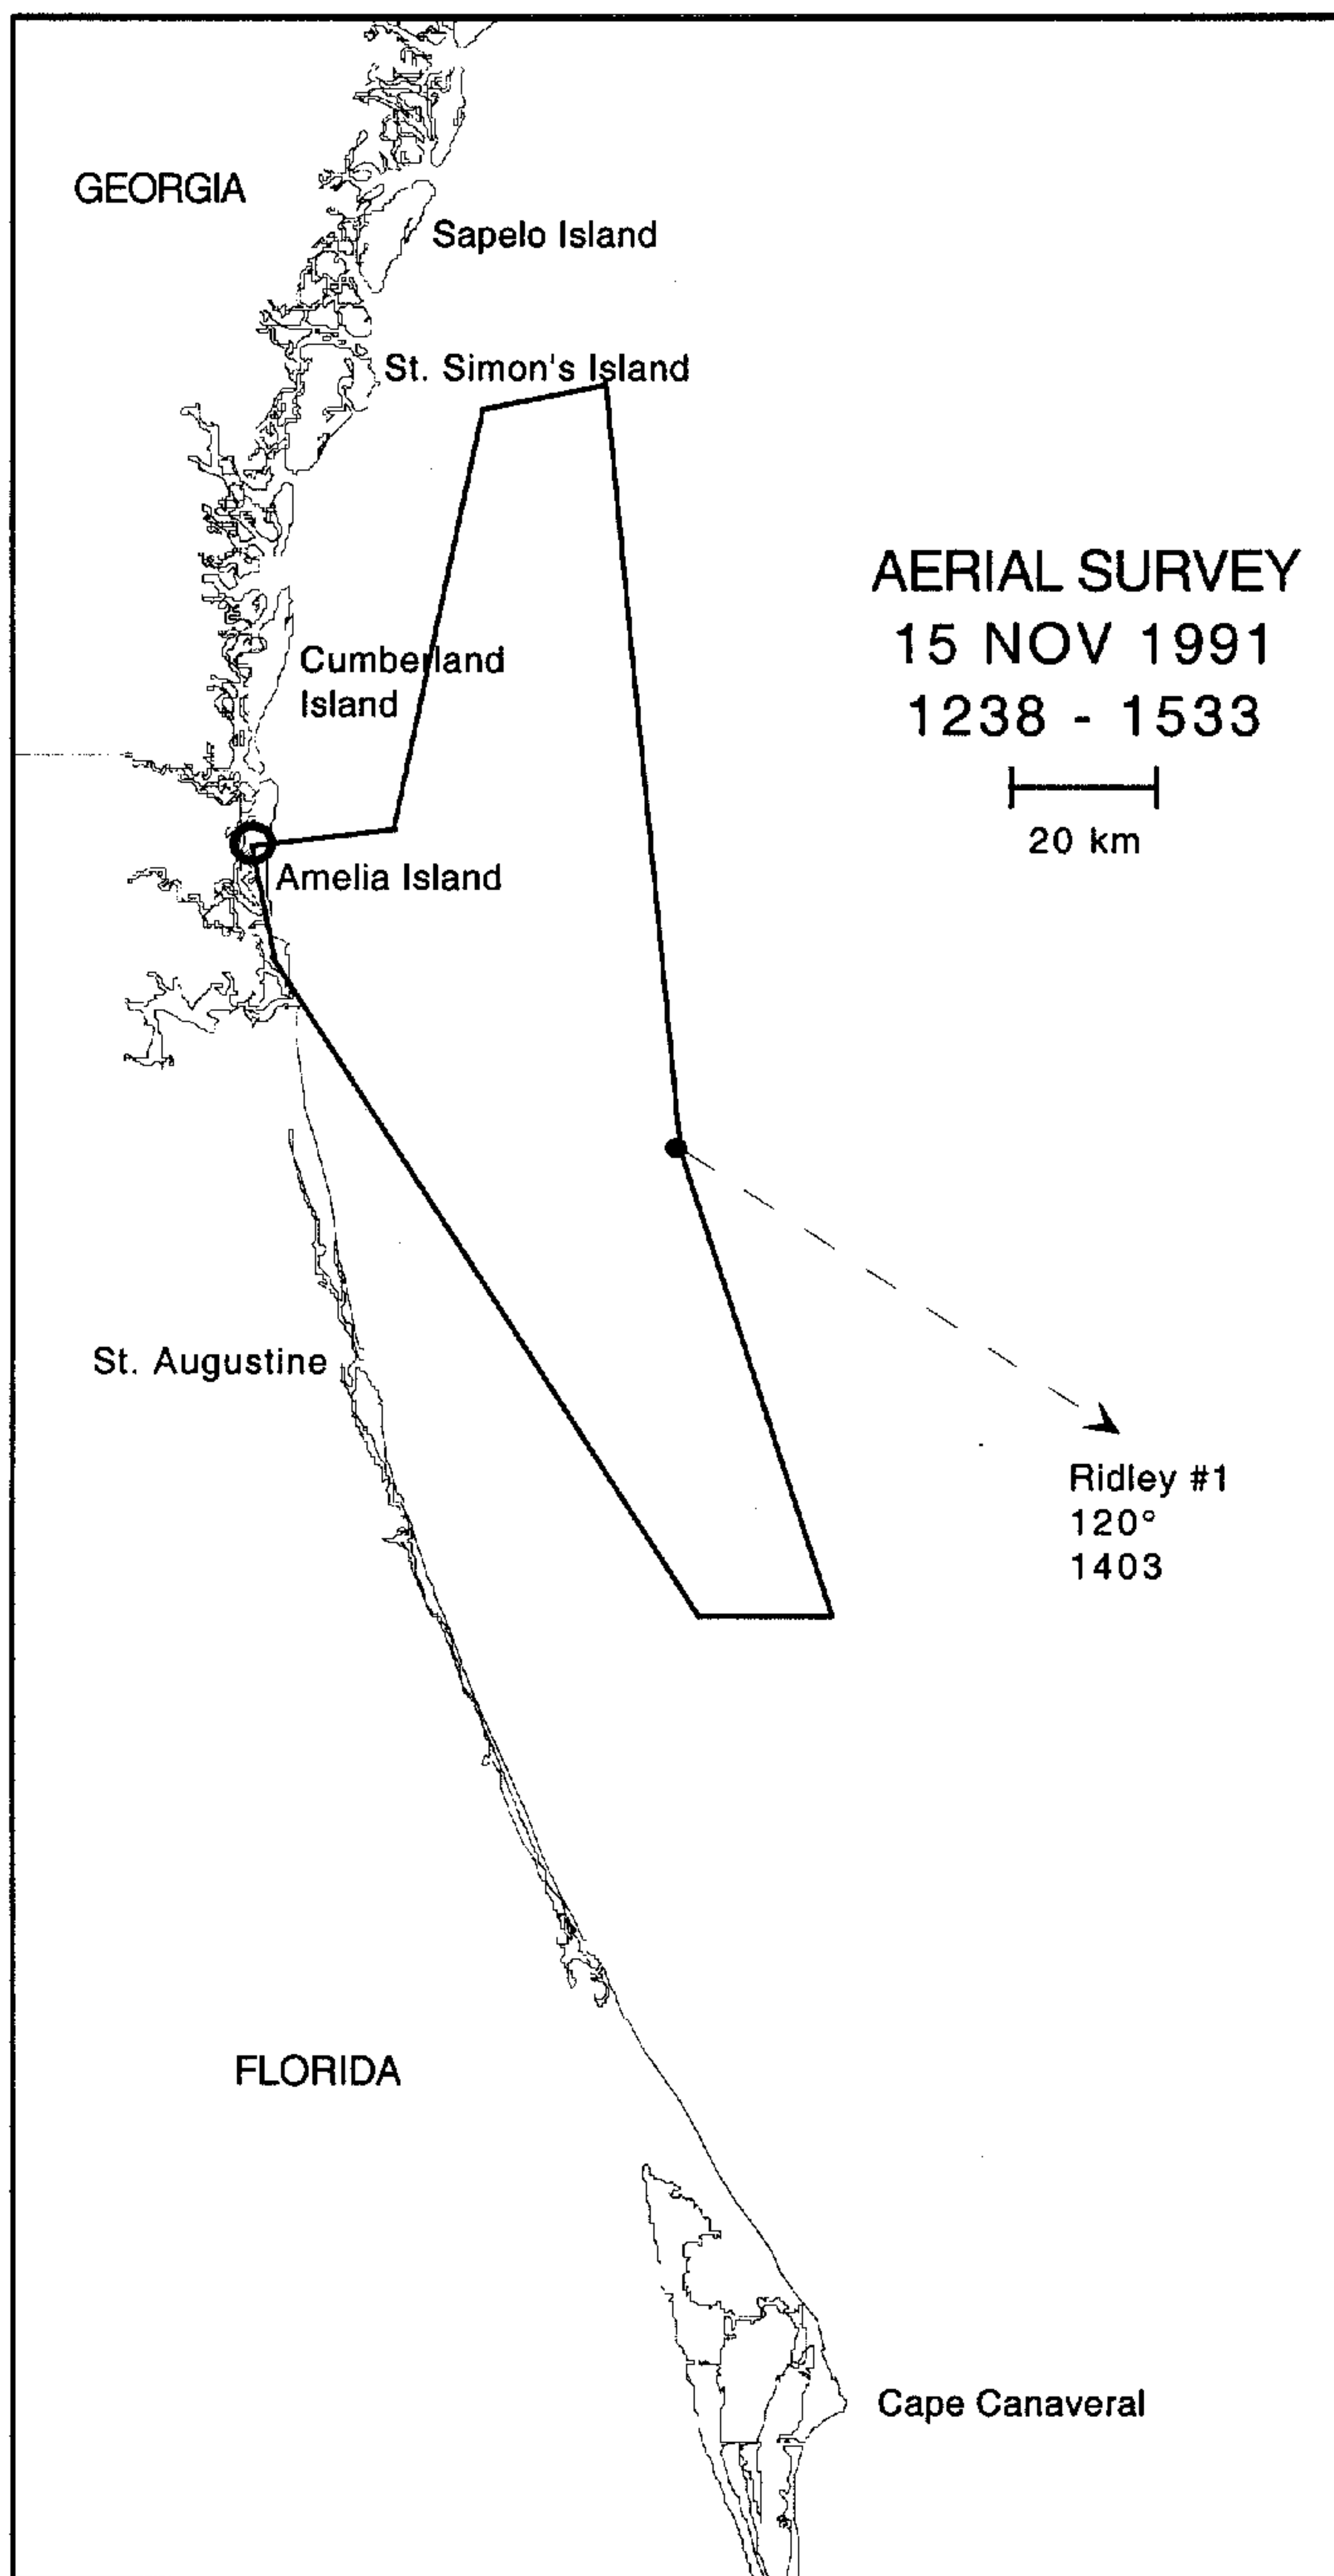 GEORGIA
Sapelo Island
St. Simon's Island
AERIAL SURVEY
15 NOV 1991
1238 - 1533
20 km
Cumberland
Island
Amelia Island
St. Augustine
Ridley #1
120°
1403
FLORIDA
Cape Canaveral